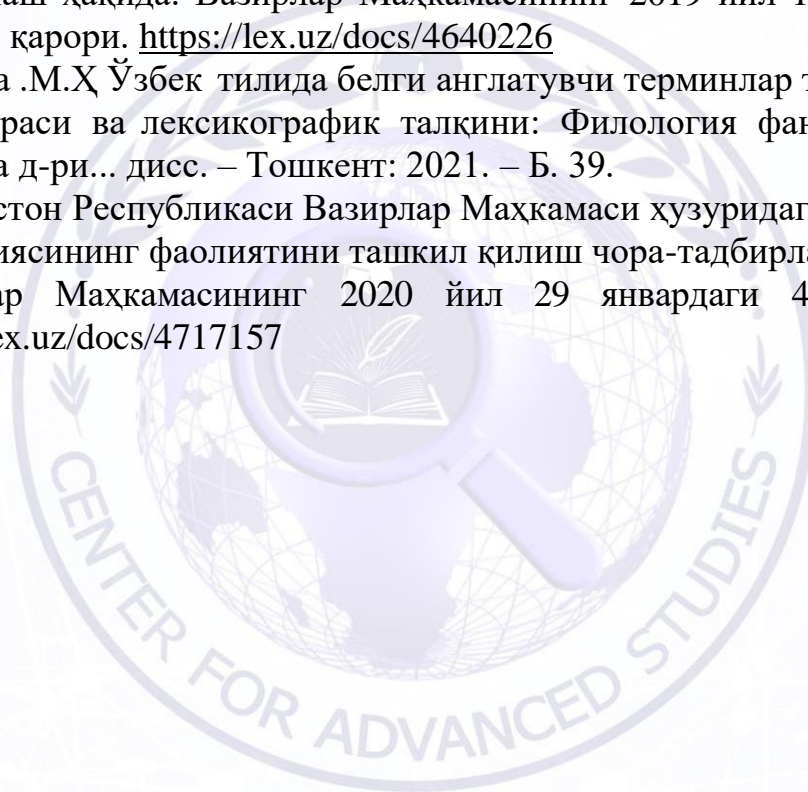 лаш ҳақида. Вазирлар Маҳкамасининг 2019 йил
қарори. https://lex.uz/docs/4640226
а .М.Ҳ Ўзбек тилида белги англатувчи терминлар
раси ва лексикографик талқини: Филология фан
а д-ри... дисс. – Тошкент: 2021. – Б. 39.
стон Республикаси Вазирлар Маҳкамаси ҳузуридаг
иясининг фаолиятини ташкил қилиш чора-тадбирла
ар Маҳкамасининг 2020 йил 29 январдаги 4
ex.uz/docs/4717157
CENTER FOR ADVANCED STUDIES